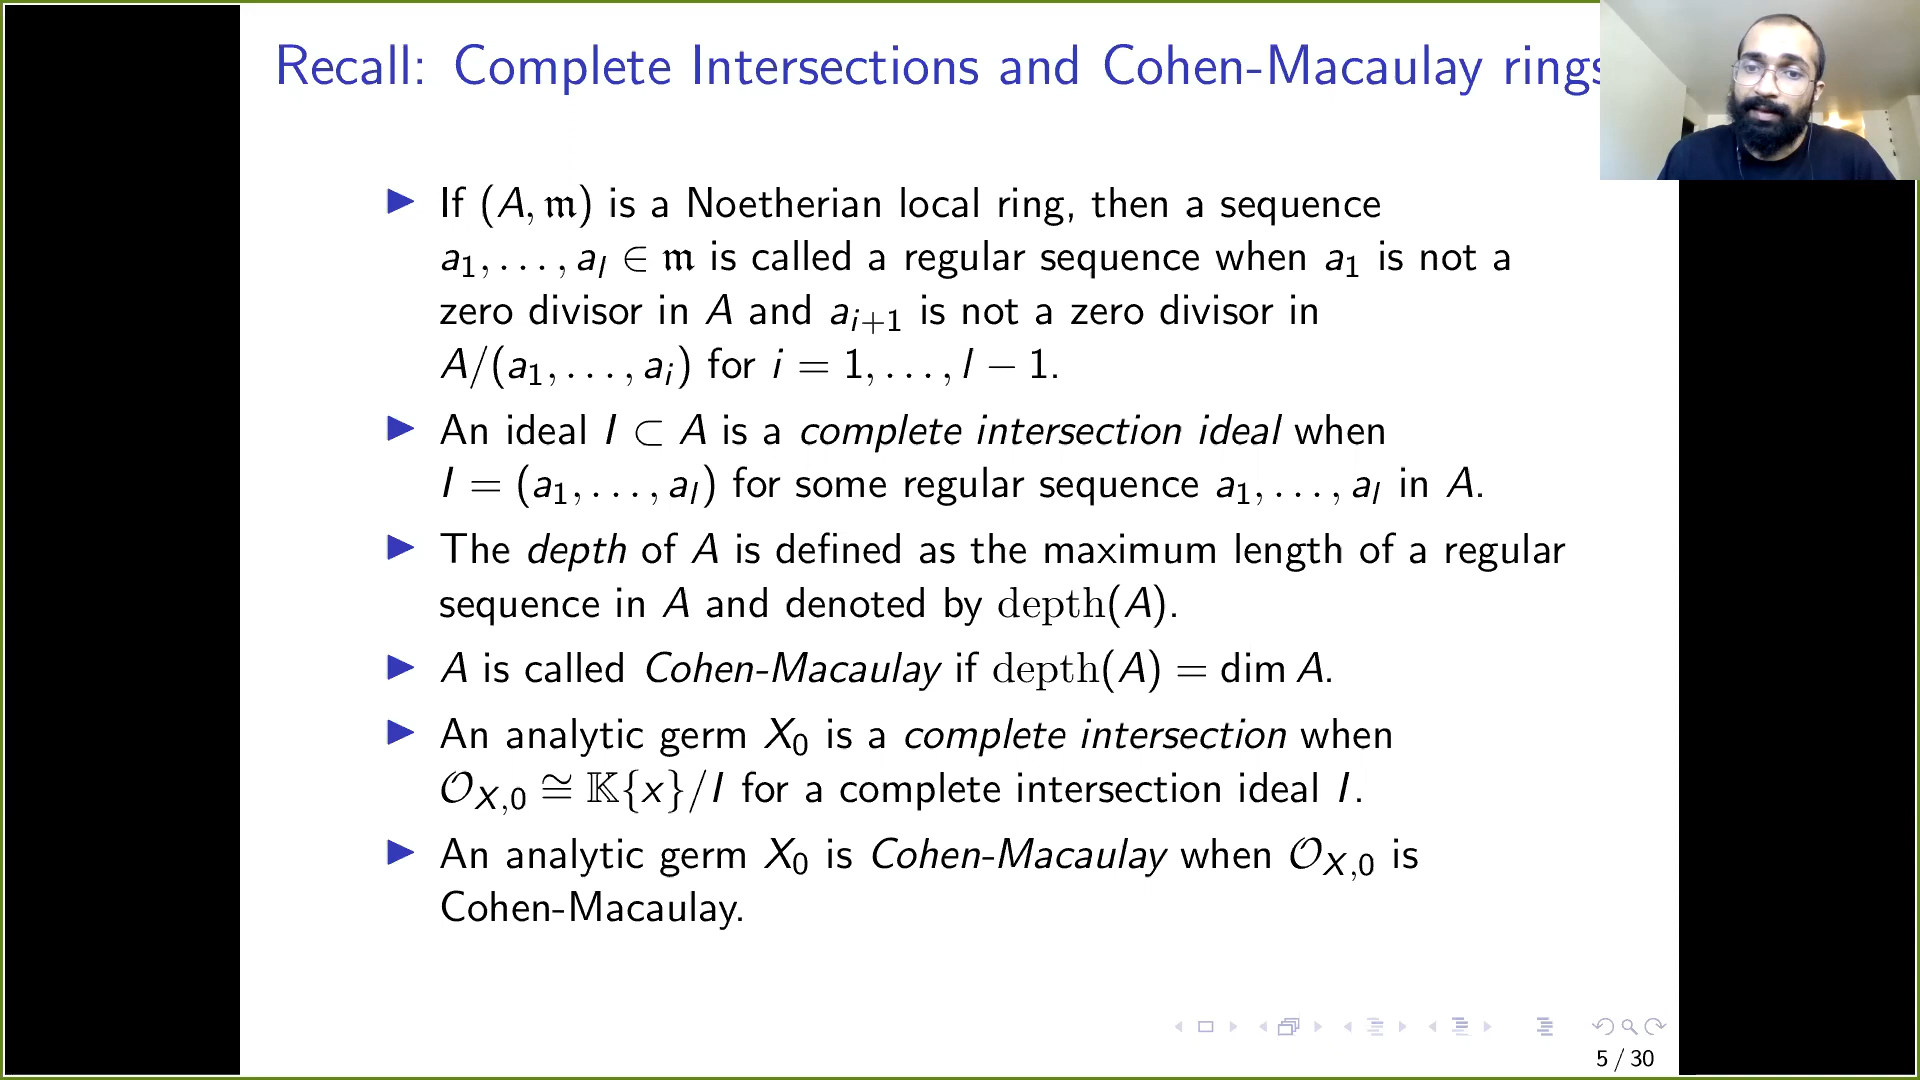 Recall: Complete Intersections and Cohen-Macaulay rings
▶ If (A, 𝔪) is a Noetherian local ring, then a sequence
a₁, . . . , aₗ ∈ 𝔪 is called a regular sequence when a₁ is not a
zero divisor in A and aᵢ₊₁ is not a zero divisor in
A/(a₁, . . . , aᵢ) for i = 1, . . . , l − 1.
▶ An ideal I ⊂ A is a complete intersection ideal when
I = (a₁, . . . , aₗ) for some regular sequence a₁, . . . , aₗ in A.
▶ The depth of A is defined as the maximum length of a regular
sequence in A and denoted by depth(A).
▶ A is called Cohen-Macaulay if depth(A) = dim A.
▶ An analytic germ X₀ is a complete intersection when
𝒪_{X,0} ≅ 𝕂{x}/I for a complete intersection ideal I.
▶ An analytic germ X₀ is Cohen-Macaulay when 𝒪_{X,0} is
Cohen-Macaulay.
5 / 30